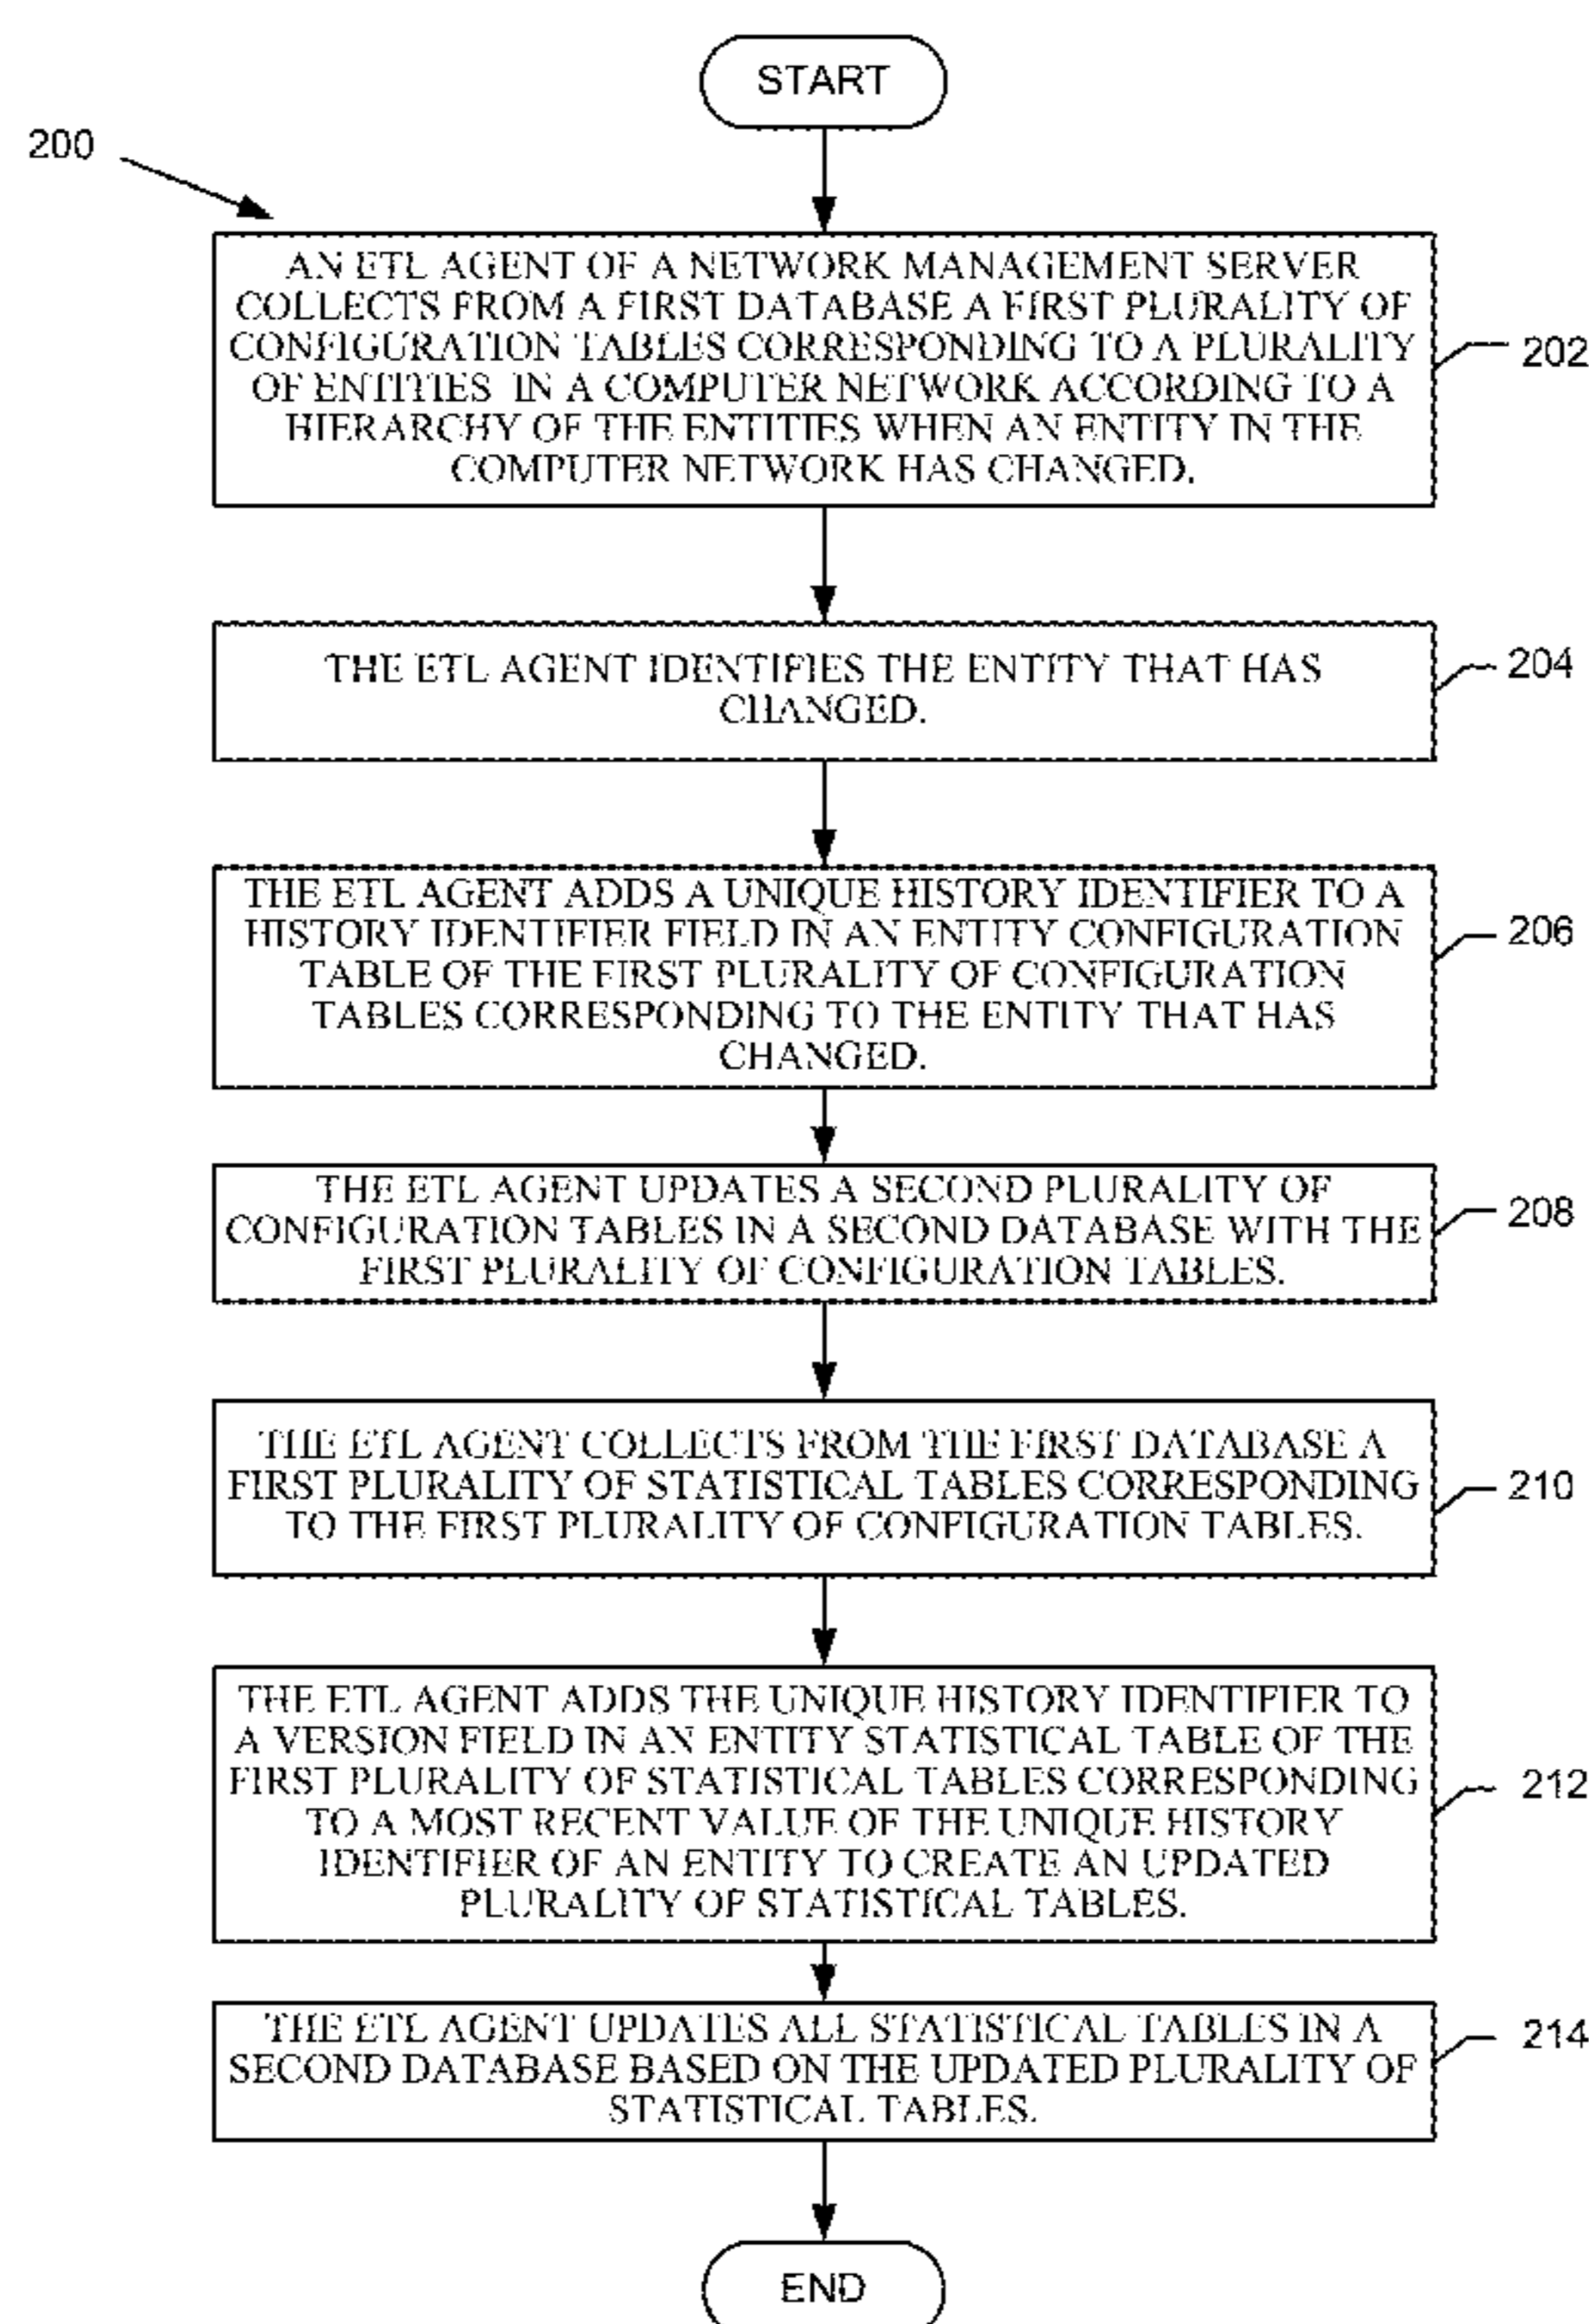 START
200
AN ETL AGENT OF A NETWORK MANAGEMENT SERVER
COLLECTS FROM A FIRST DATABASE A FIRST PLURALITY OF
CONFIGURATION TABLES CORRESPONDING TO A PLURALITY
OF ENTITIES IN A COMPUTER NETWORK ACCORDING TO A
HIERARCHY OF THE ENTITIES WHEN AN ENTITY IN THE
COMPUTER NETWORK HAS CHANGED.
202
THE ETL AGENT IDENTIFIES THE ENTITY THAT HAS
CHANGED.
204
THE ETL AGENT ADDS A UNIQUE HISTORY IDENTIFIER TO A
HISTORY IDENTIFIER FIELD IN AN ENTITY CONFIGURATION
TABLE OF THE FIRST PLURALITY OF CONFIGURATION
TABLES CORRESPONDING TO THE ENTITY THAT HAS
CHANGED.
206
THE ETL AGENT UPDATES A SECOND PLURALITY OF
CONFIGURATION TABLES IN A SECOND DATABASE WITH THE
FIRST PLURALITY OF CONFIGURATION TABLES.
208
THE ETL AGENT COLLECTS FROM THE FIRST DATABASE A
FIRST PLURALITY OF STATISTICAL TABLES CORRESPONDING
TO THE FIRST PLURALITY OF CONFIGURATION TABLES.
210
THE ETL AGENT ADDS THE UNIQUE HISTORY IDENTIFIER TO
A VERSION FIELD IN AN ENTITY STATISTICAL TABLE OF THE
FIRST PLURALITY OF STATISTICAL TABLES CORRESPONDING
TO A MOST RECENT VALUE OF THE UNIQUE HISTORY
IDENTIFIER OF AN ENTITY TO CREATE AN UPDATED
PLURALITY OF STATISTICAL TABLES.
212
THE ETL AGENT UPDATES ALL STATISTICAL TABLES IN A
SECOND DATABASE BASED ON THE UPDATED PLURALITY OF
STATISTICAL TABLES.
214
END